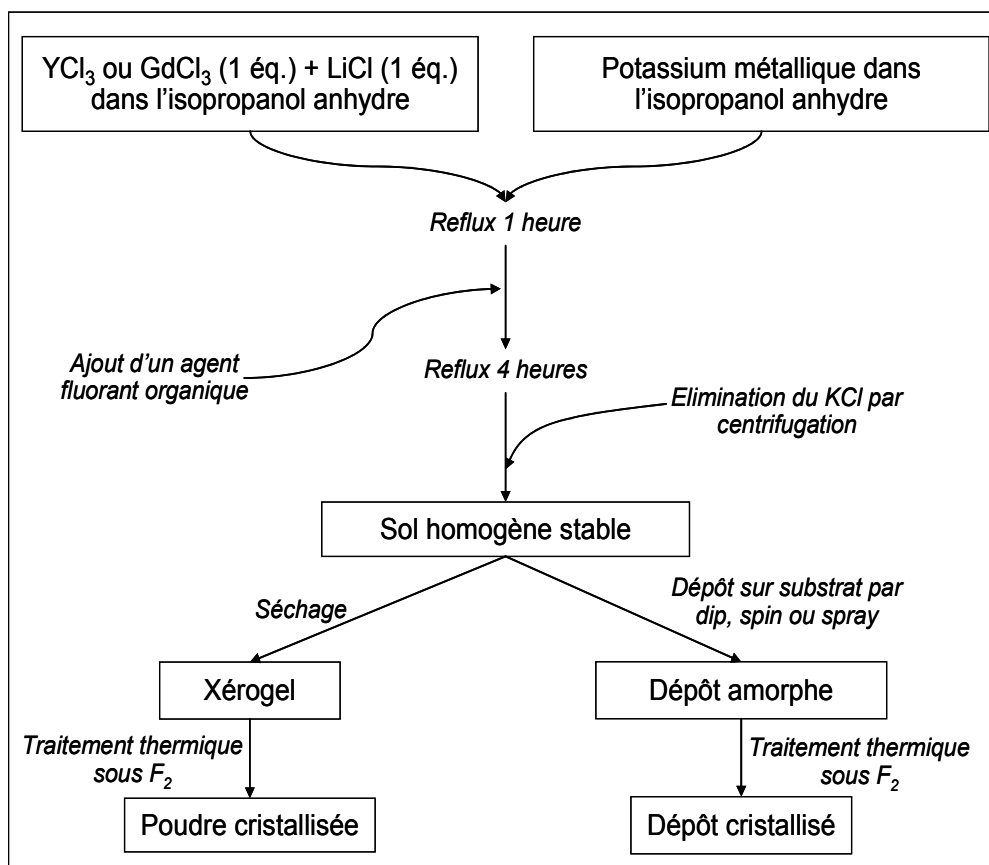 YCl₃ ou GdCl₃ (1 éq.) + LiCl (1 éq.)
dans l'isopropanol anhydre
Potassium métallique dans
l'isopropanol anhydre
Reflux 1 heure
Ajout d'un agent
fluorant organique
Reflux 4 heures
Elimination du KCl par
centrifugation
Sol homogène stable
Séchage
Dépôt sur substrat par
dip, spin ou spray
Xérogel
Dépôt amorphe
Traitement thermique
sous F₂
Traitement thermique
sous F₂
Poudre cristallisée
Dépôt cristallisé